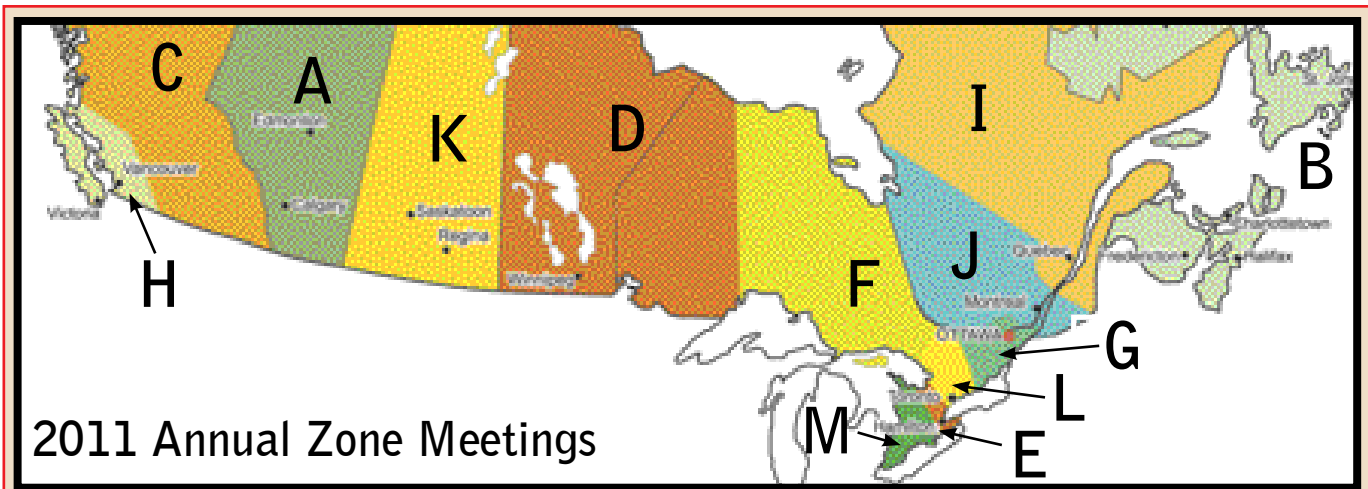 C
A
K
D
I
B
Edmonton
Vancouver
Victoria
Calgary
Saskatoon
Regina
Winnipeg
H
F
J
Quebec
Montreal
OTTAWA
Charlottetown
Fredericton
Halifax
G
L
Toronto
Hamilton
M
E
2011 Annual Zone Meetings